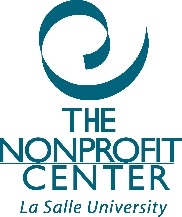 THE
NONPROFIT
CENTER
La Salle University